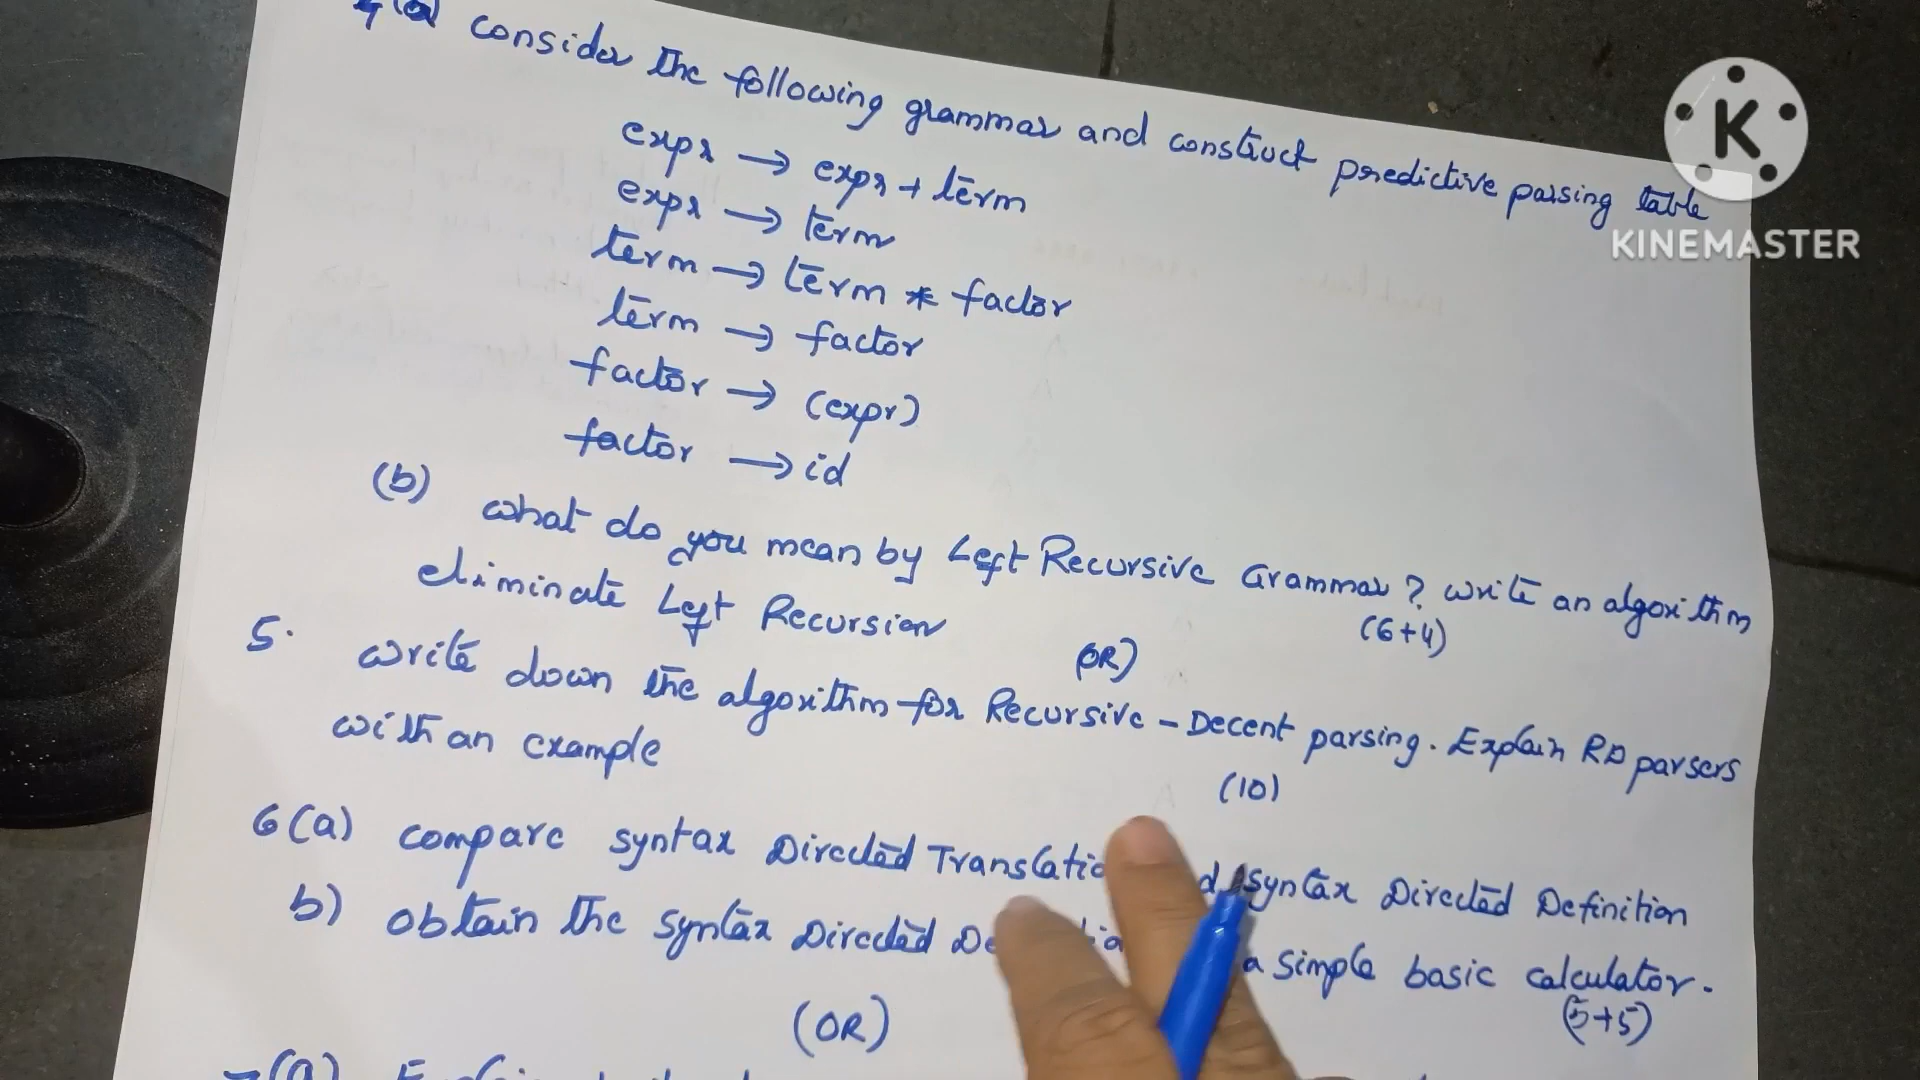 4(a) consider the following grammar and construct predictive parsing table
expr → expr + term
expr → term
term → term * factor
term → factor
factor → (expr)
factor → id
(b) what do you mean by Left Recursive Grammar? write an algorithm
eliminate Left Recursion (6+4)
(OR)
5. write down the algorithm for Recursive - Decent parsing. Explain RD parsers
with an example (10)
6(a) compare syntax Directed Translatio d syntax Directed Definition
b) obtain the syntax Directed De a simple basic calculator.
(5+5)
(OR)
7(a)
K
KINEMASTER